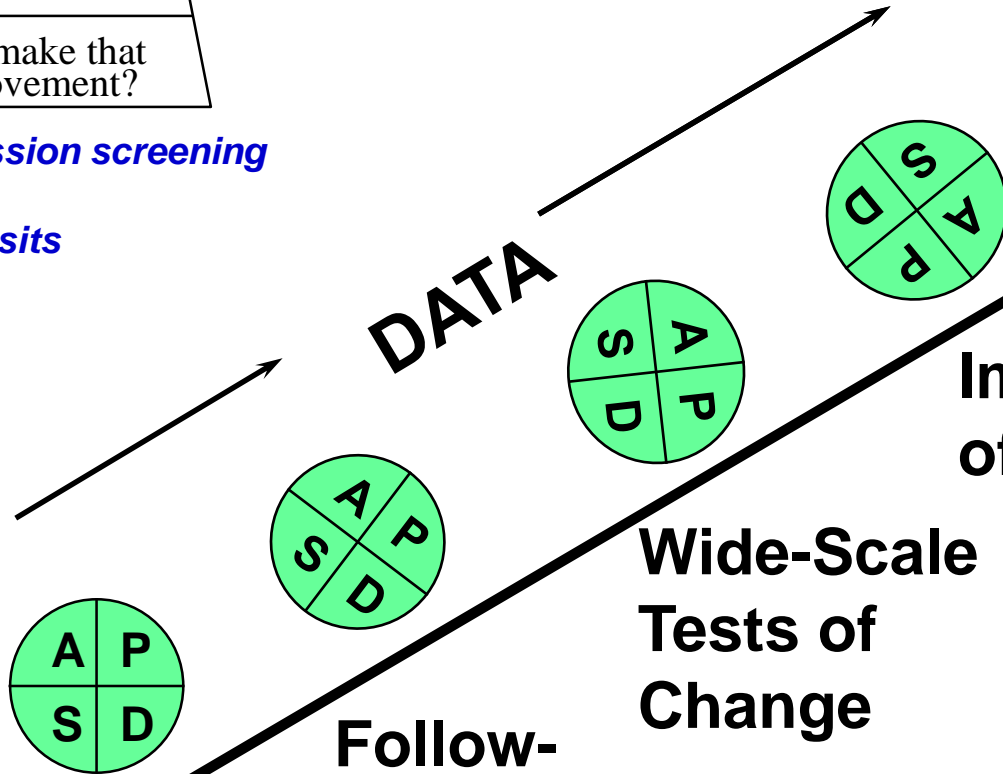 make that
ovement?
ssion screening
sits
DATA
S
D A
P
S A
D P
A
S P
D
A P
S D
In
of
Wide-Scale
Tests of
Change
Follow-